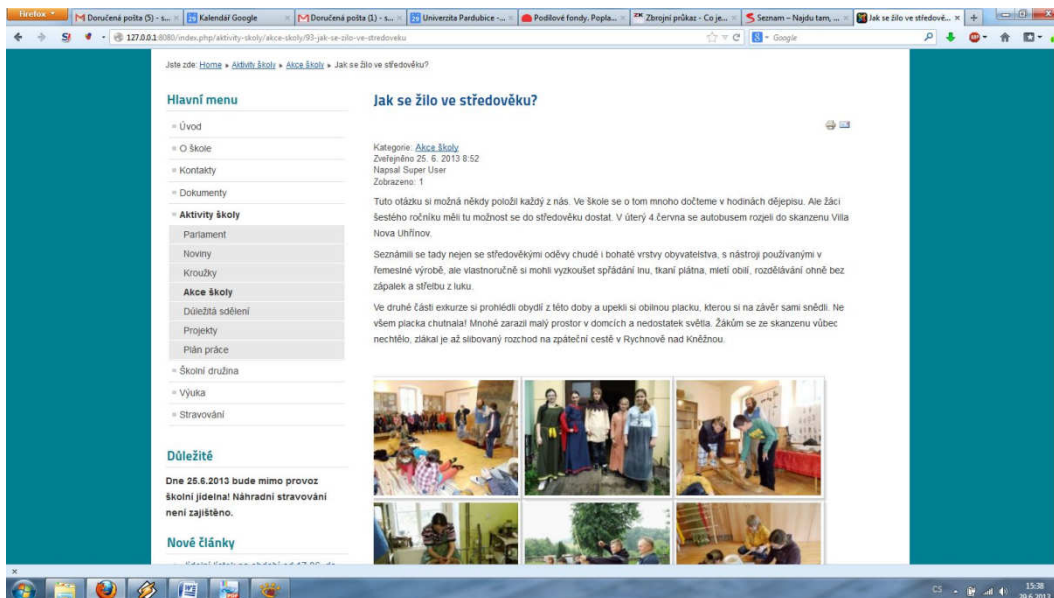 Firefox
Doručená pošta (5) - s...
Kalendář Google
Doručená pošta (1) - s...
Univerzita Pardubice -...
Podílové fondy. Popla...
Zbrojní průkaz - Co je...
Seznam – Najdu tam, ...
Jak se žilo ve středově...
127.0.0.1:8080/index.php/aktivity-skoly/akce-skoly/93-jak-se-zilo-ve-stredoveku
Google
Jste zde: Home Aktivity školy Akce školy Jak se žilo ve středověku?
Hlavní menu
Úvod
O škole
Kontakty
Dokumenty
Aktivity školy
Parlament
Noviny
Kroužky
Akce školy
Důležitá sdělení
Projekty
Plán práce
Školní družina
Výuka
Stravování
Důležité
Dne 25.6.2013 bude mimo provoz
školní jídelna! Náhradní stravování
není zajištěno.
Nové články
Jak se žilo ve středověku?
Kategorie: Akce školy
Zveřejněno 25. 6. 2013 8:52
Napsal Super User
Zobrazeno: 1
Tuto otázku si možná někdy položil každý z nás. Ve škole se o tom mnoho dočteme v hodinách dějepisu. Ale žáci
šestého ročníku měli tu možnost se do středověku dostat. V úterý 4.června se autobusem rozjeli do skanzenu Villa
Nova Uhřínov.
Seznámili se tady nejen se středověkými oděvy chudé i bohaté vrstvy obyvatelstva, s nástroji používanými v
řemeslné výrobě, ale vlastnoručně si mohli vyzkoušet spřádání lnu, tkaní plátna, mletí obilí, rozdělávání ohně bez
zápalek a střelbu z luku.
Ve druhé části exkurze si prohlédli obydlí z této doby a upekli si obilnou placku, kterou si na závěr sami snědli. Ne
všem placka chutnala! Mnohé zarazil malý prostor v domcích a nedostatek světla. Žákům se ze skanzenu vůbec
nechtělo, zlákal je až slibovaný rozchod na zpáteční cestě v Rychnově nad Kněžnou.
CS
15:38
29.6.2013